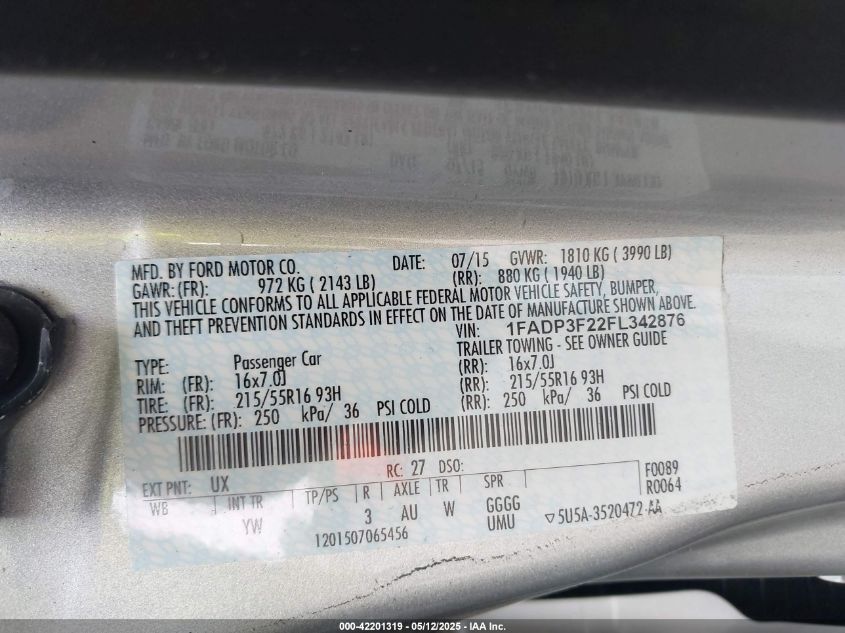 MFD. BY FORD MOTOR CO. DATE: 07/15 GVWR: 1810 KG ( 3990 LB)
GAWR: (FR): 972 KG ( 2143 LB) (RR): 880 KG ( 1940 LB)
THIS VEHICLE CONFORMS TO ALL APPLICABLE FEDERAL MOTOR VEHICLE SAFETY, BUMPER,
AND THEFT PREVENTION STANDARDS IN EFFECT ON THE DATE OF MANUFACTURE SHOWN ABOVE.
VIN: 1FADP3F22FL342876
TYPE: Passenger Car TRAILER TOWING - SEE OWNER GUIDE
RIM: (FR): 16x7.0J (RR): 16x7.0J
TIRE: (FR): 215/55R16 93H (RR): 215/55R16 93H
PRESSURE: (FR): 250 kPa/ 36 PSI COLD (RR): 250 kPa/ 36 PSI COLD
EXT PNT: UX RC: 27 DSO: F0089
WB INT TR TP/PS R AXLE TR SPR R0064
YW 3 AU W GGGG
UMU ▽5U5A-3520472-AA
1201507065456
000-42201319 - 05/12/2025 - IAA Inc.